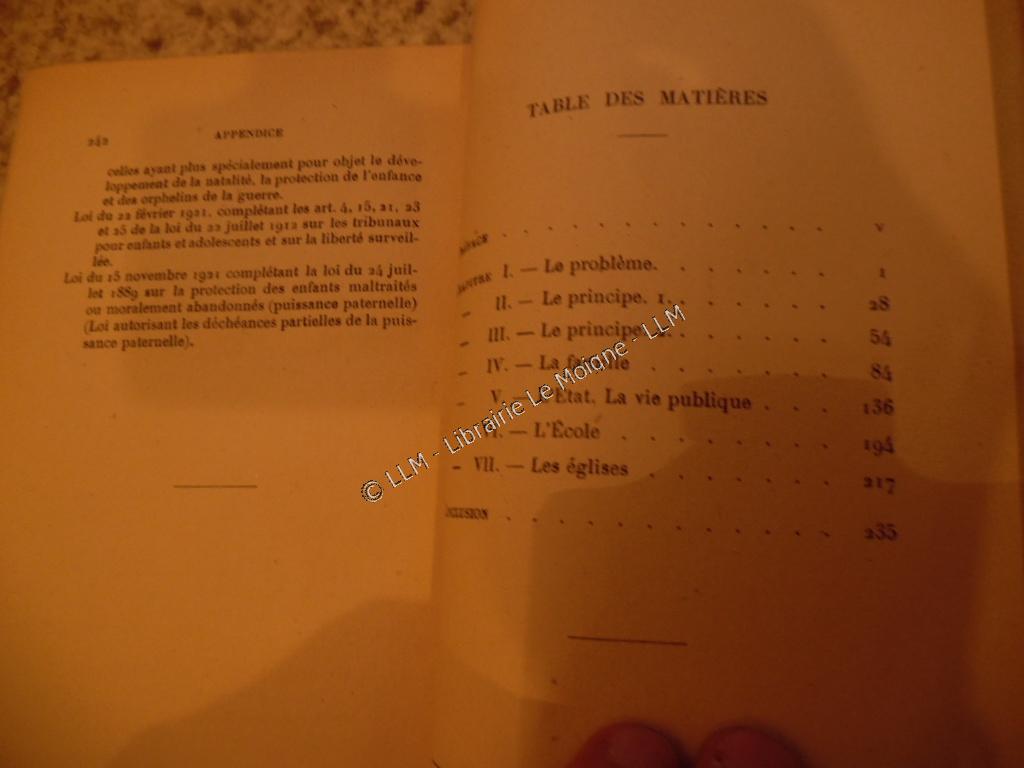 242 APPENDICE
celles ayant plus spécialement pour objet le déve-
loppement de la natalité, la protection de l'enfance
et des orphelins de la guerre.
Loi du 22 février 1921, complétant les art. 4, 15, 21, 23
et 25 de la loi du 22 juillet 1912 sur les tribunaux
pour enfants et adolescents et sur la liberté surveil-
lée.
Loi du 15 novembre 1921 complétant la loi du 24 juil-
let 1889 sur la protection des enfants maltraités
ou moralement abandonnés (puissance paternelle)
(Loi autorisant les déchéances partielles de la puis-
sance paternelle).
TABLE DES MATIÈRES
. . . . . . . . . . . . . v
I. — Le problème. . . . . . . 1
II. — Le principe. 1. . . . . . . 28
III. — Le principe. . . . . . . 54
IV. — La famille . . . . . . . 84
V. — L'État. La vie publique . . . 136
VI. — L'École . . . . . . . 194
VII. — Les églises . . . . . . . 217
CLUSION . . . . . . . . . . . . 235
© LLM - Librairie Le Moigne - LLM